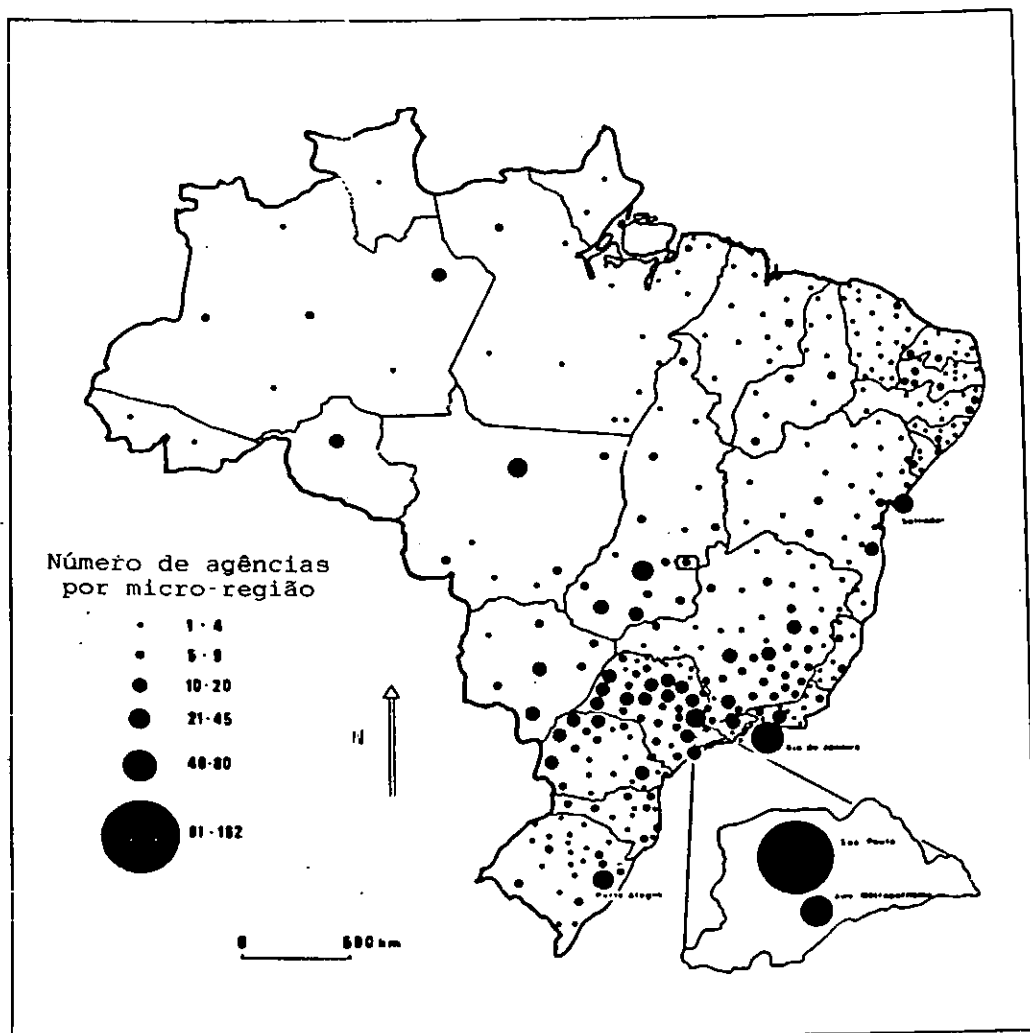 Salvador
Número de agências
por micro-região
1 - 4
5 - 9
10-20
21-45
46-80
81-162
N
Rio de Janeiro
São Paulo
Porto Alegre
0 500 km